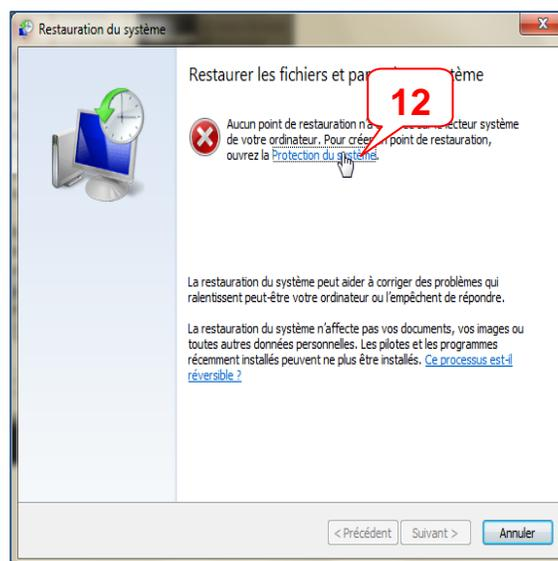 Restauration du système
Restaurer les fichiers et
12
Aucun point de restauration système
de votre ordinateur. Pour créer point de restauration,
ouvrez la Protection du système.
La restauration du système peut aider à corriger des problèmes qui
ralentissent peut-être votre ordinateur ou l'empêchent de répondre.
La restauration du système n'affecte pas vos documents, vos images ou
toutes autres données personnelles. Les pilotes et les programmes
récemment installés peuvent ne plus être installés. Ce processus est-il
réversible ?
< Précédent Suivant > Annuler